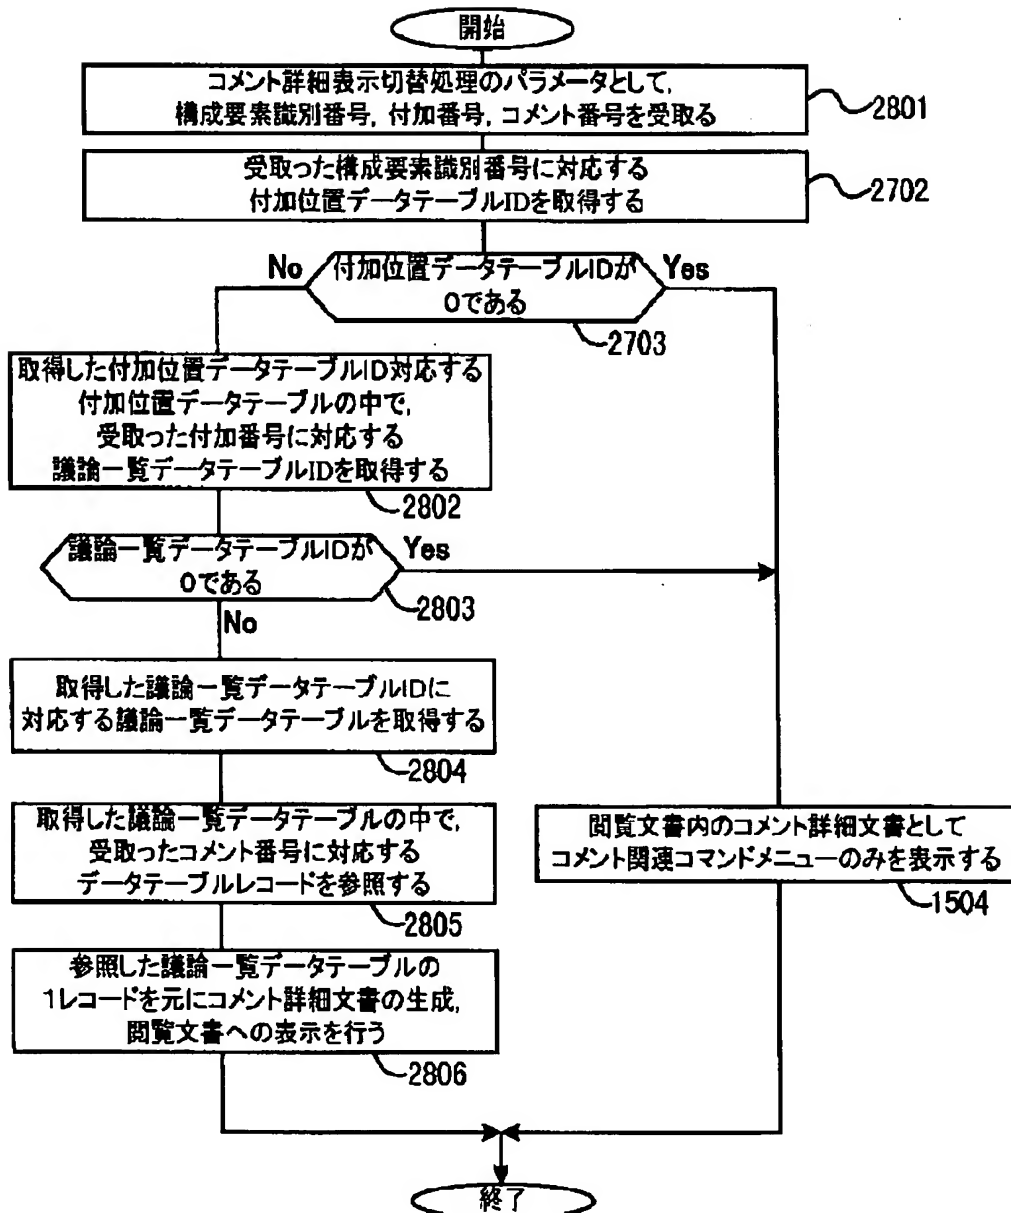 開始
コメント詳細表示切替処理のパラメータとして,
構成要素識別番号, 付加番号, コメント番号を受取る
2801
受取った構成要素識別番号に対応する
付加位置データテーブルIDを取得する
2702
No
付加位置データテーブルIDが
0である
Yes
2703
取得した付加位置データテーブルID対応する
付加位置データテーブルの中で,
受取った付加番号に対応する
議論一覧データテーブルIDを取得する
2802
議論一覧データテーブルIDが
0である
Yes
2803
No
取得した議論一覧データテーブルIDに
対応する議論一覧データテーブルを取得する
2804
取得した議論一覧データテーブルの中で,
受取ったコメント番号に対応する
データテーブルレコードを参照する
2805
閲覧文書内のコメント詳細文書として
コメント関連コマンドメニューのみを表示する
1504
参照した議論一覧データテーブルの
1レコードを元にコメント詳細文書の生成,
閲覧文書への表示を行う
2806
終了